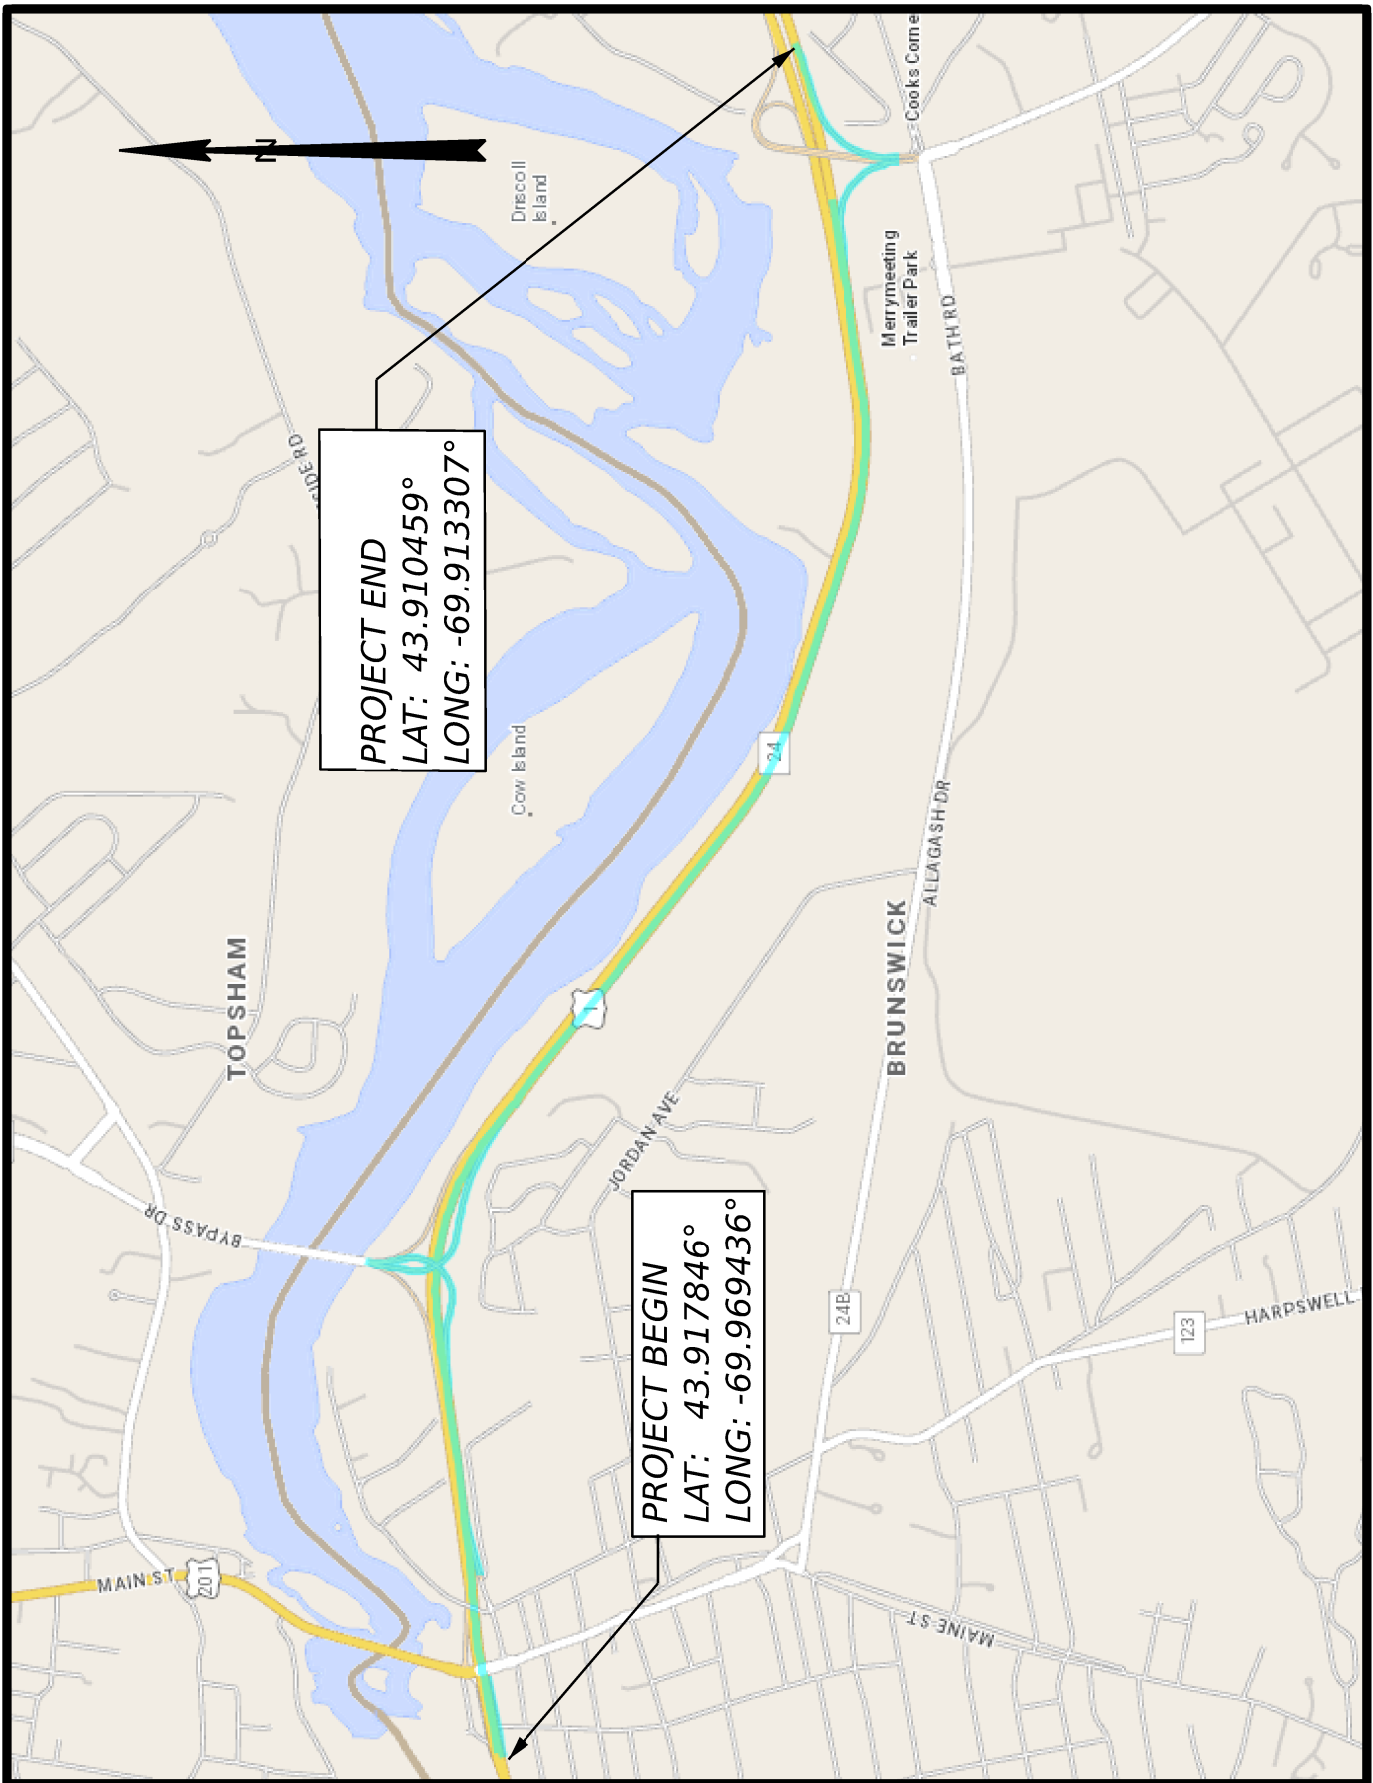 Cooks Corne
N
Driscoll
Island
Merrymeeting
Trailer Park
BATH RD
SIDE RD
PROJECT END
LAT: 43.910459°
LONG: -69.913307°
Cow Island
24
ALLAGASH DR
BRUNSWICK
TOPSHAM
1
JORDAN AVE
BYPASS DR
PROJECT BEGIN
LAT: 43.917846°
LONG: -69.969436°
24B
123
HARPSWELL
MAIN ST
201
MAINE ST